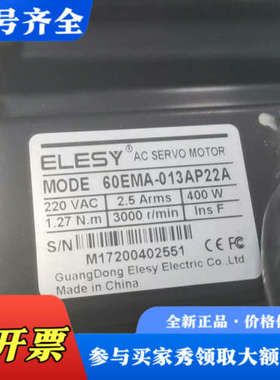 号齐全
ELESY® AC SERVO MOTOR
MODE 60EMA-013AP22A
220 VAC 2.5 Arms 400 W
1.27 N.m 3000 r/min Ins F
S/N
M17200402551
GuangDong Elesy Electric Co.,Ltd
Made in China
开票
全新正品·价格
参与买家秀领取大额